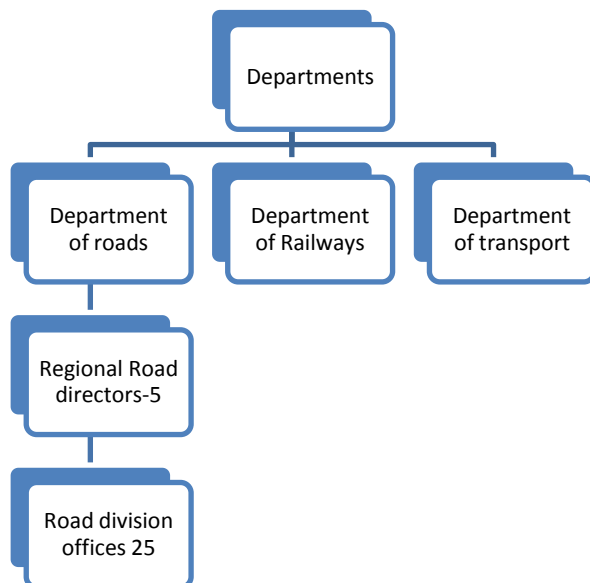 Departments
Department
of roads
Department
of Railways
Department
of transport
Regional Road
directors-5
Road division
offices 25